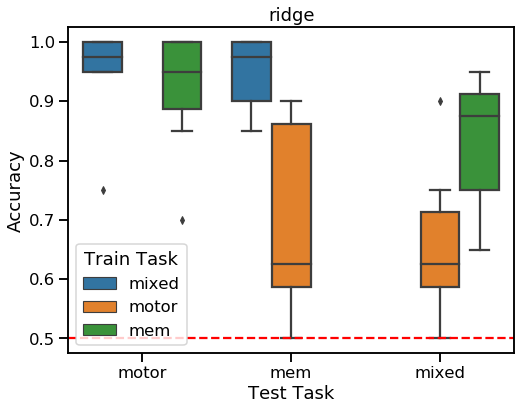 ridge
1.0
0.9
0.8
0.7
0.6
0.5
Accuracy
Train Task
mixed
motor
mem
motor
mem
mixed
Test Task